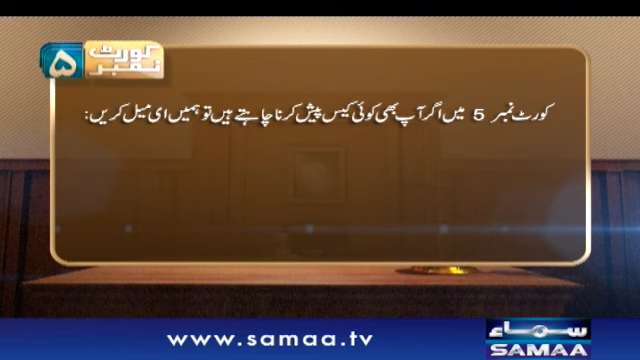 کورٹ نمبر ۵
کورٹ نمبر 5 میں اگر آپ بھی کوئی کیس پیش کرنا چاہتے ہیں تو ہمیں ای میل کریں:
www.samaa.tv
سماء
SAMAA